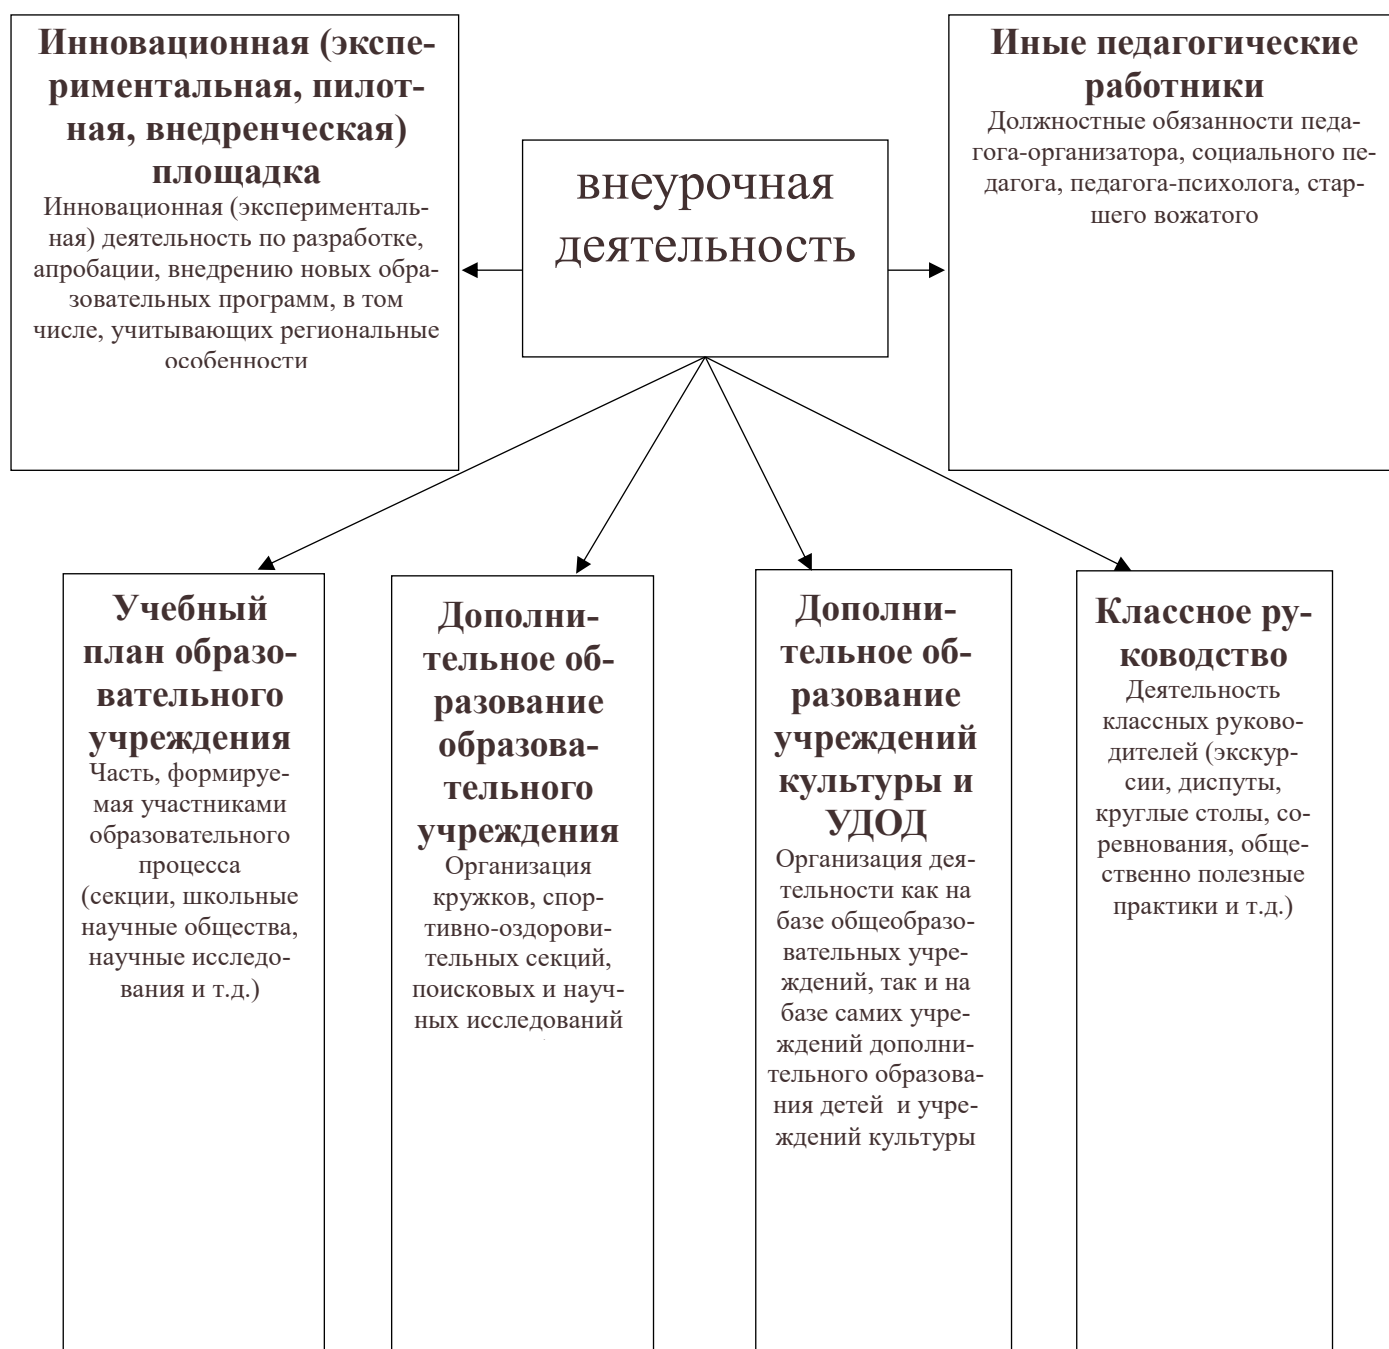 Инновационная (экспе-
риментальная, пилот-
ная, внедренческая)
площадка
Инновационная (эксперименталь-
ная) деятельность по разработке,
апробации, внедрению новых обра-
зовательных программ, в том
числе, учитывающих региональные
особенности
внеурочная
деятельность
Иные педагогические
работники
Должностные обязанности педа-
гога-организатора, социального пе-
дагога, педагога-психолога, стар-
шего вожатого
Учебный
план образо-
вательного
учреждения
Часть, формируе-
мая участниками
образовательного
процесса
(секции, школьные
научные общества,
научные исследо-
вания и т.д.)
Дополни-
тельное об-
разование
образова-
тельного
учреждения
Организация
кружков, спор-
тивно-оздорови-
тельных секций,
поисковых и науч-
ных исследований
Дополни-
тельное об-
разование
учреждений
культуры и
УДОД
Организация дея-
тельности как на
базе общеобразо-
вательных учре-
ждений, так и на
базе самих учре-
ждений дополни-
тельного образова-
ния детей и учре-
ждений культуры
Классное ру-
ководство
Деятельность
классных руково-
дителей (экскур-
сии, диспуты,
круглые столы, со-
ревнования, обще-
ственно полезные
практики и т.д.)